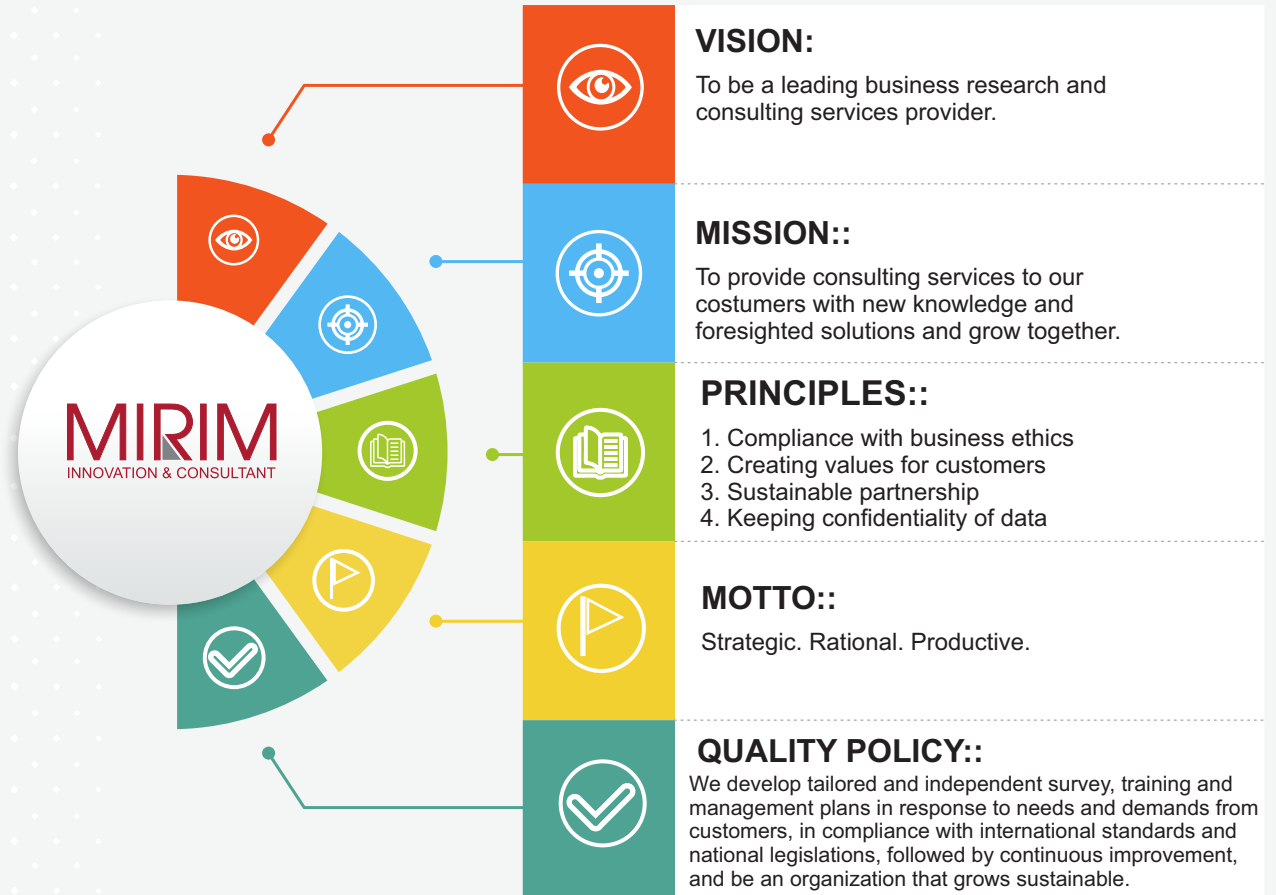 MIRIM
INNOVATION & CONSULTANT
VISION:
To be a leading business research and
consulting services provider.
MISSION::
To provide consulting services to our
costumers with new knowledge and
foresighted solutions and grow together.
PRINCIPLES::
1. Compliance with business ethics
2. Creating values for customers
3. Sustainable partnership
4. Keeping confidentiality of data
MOTTO::
Strategic. Rational. Productive.
QUALITY POLICY::
We develop tailored and independent survey, training and
management plans in response to needs and demands from
customers, in compliance with international standards and
national legislations, followed by continuous improvement,
and be an organization that grows sustainable.